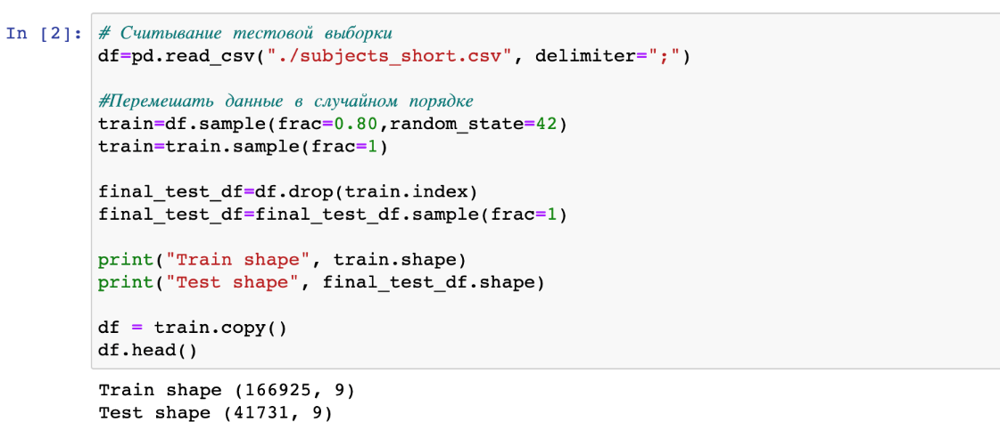 In [2]: # Считывание тестовой выборки
df=pd.read_csv("./subjects_short.csv", delimiter=";")
#Перемешать данные в случайном порядке
train=df.sample(frac=0.80,random_state=42)
train=train.sample(frac=1)
final_test_df=df.drop(train.index)
final_test_df=final_test_df.sample(frac=1)
print("Train shape", train.shape)
print("Test shape", final_test_df.shape)
df = train.copy()
df.head()
Train shape (166925, 9)
Test shape (41731, 9)